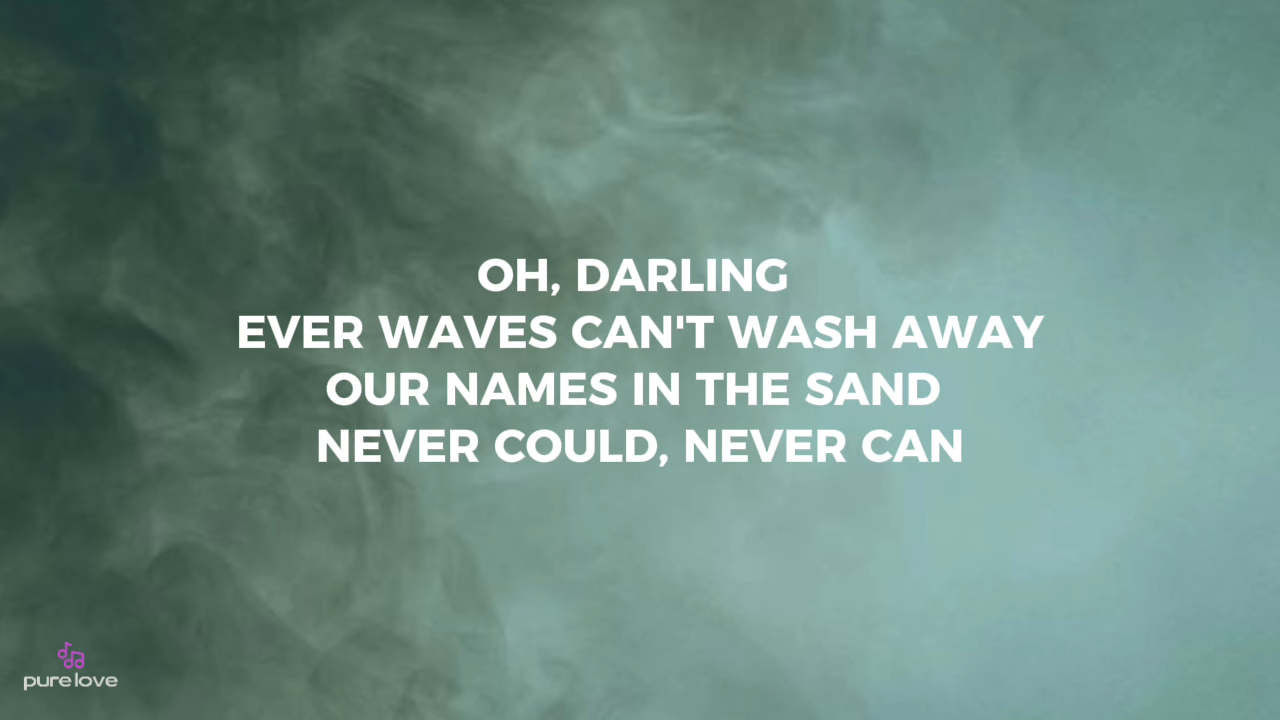 OH, DARLING
EVER WAVES CAN'T WASH AWAY
OUR NAMES IN THE SAND
NEVER COULD, NEVER CAN
pure love